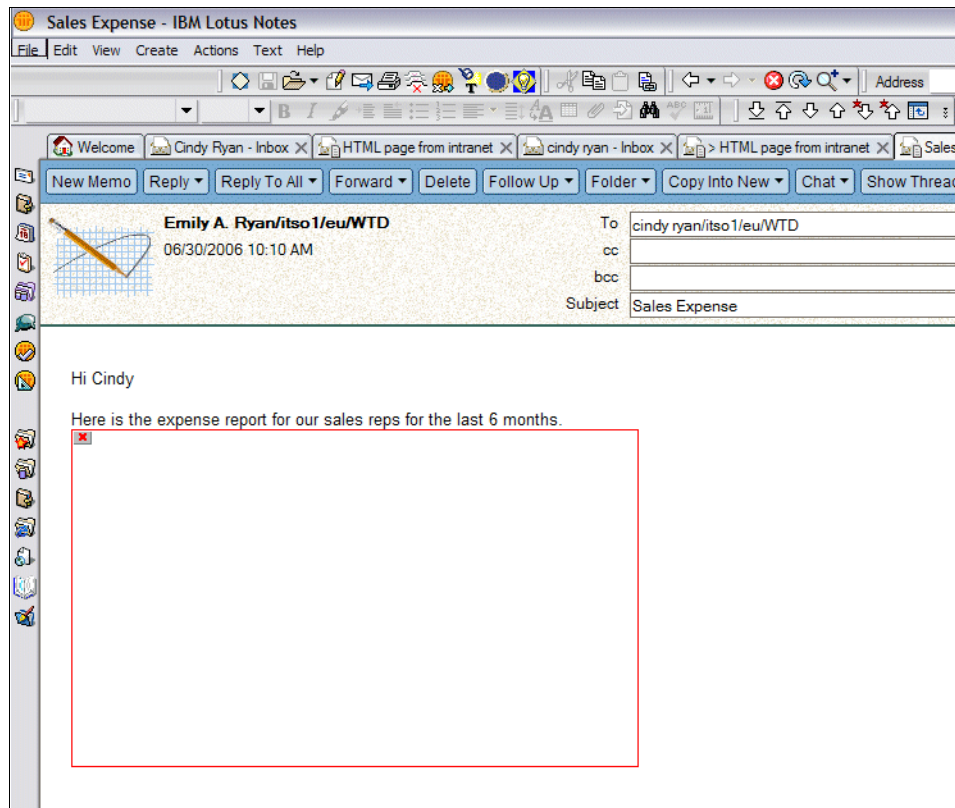 Sales Expense - IBM Lotus Notes
File Edit View Create Actions Text Help
Address
B I
Welcome Cindy Ryan - Inbox HTML page from intranet cindy ryan - Inbox > HTML page from intranet Sales
New Memo Reply Reply To All Forward Delete Follow Up Folder Copy Into New Chat Show Threac
Emily A. Ryan/itso1/eu/WTD To cindy ryan/itso1/eu/WTD
06/30/2006 10:10 AM cc
bcc
Subject Sales Expense
Hi Cindy
Here is the expense report for our sales reps for the last 6 months.